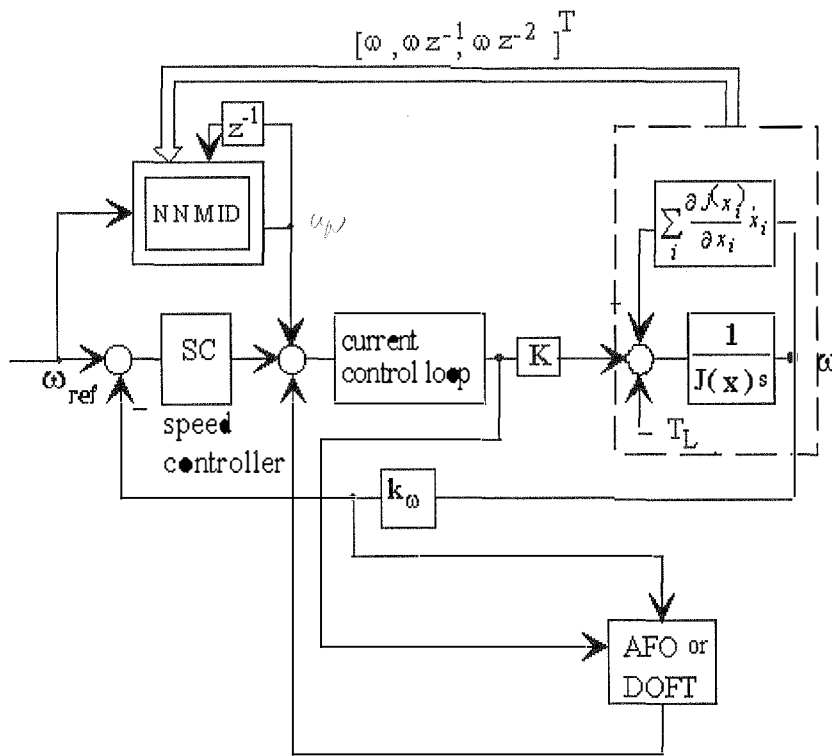 [ω, ωz⁻¹, ωz⁻²]ᵀ
z⁻¹
NNMID
∑ᵢ ∂J(xᵢ)/∂xᵢ ẋᵢ
SC
current
control loop
K
1/J(x)s
ω
ω_ref
−
speed
controller
− T_L
k_ω
AFO or
DOFT